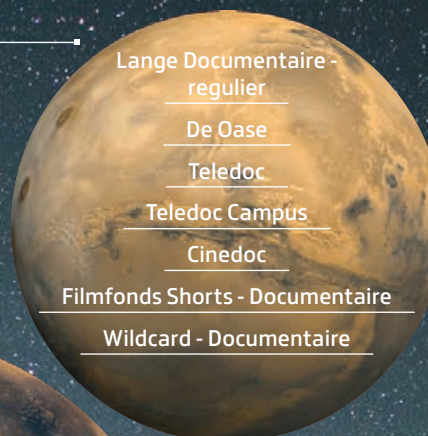 Lange Documentaire -
regulier
De Oase
Teledoc
Teledoc Campus
Cinedoc
Filmfonds Shorts - Documentaire
Wildcard - Documentaire